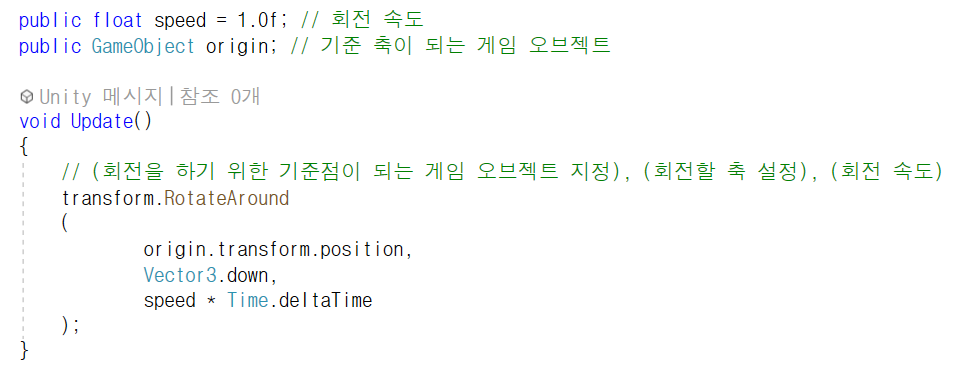 public float speed = 1.0f; // 회전 속도
public GameObject origin; // 기준 축이 되는 게임 오브젝트
Unity 메시지|참조 0개
void Update()
{
// (회전을 하기 위한 기준점이 되는 게임 오브젝트 지정), (회전할 축 설정), (회전 속도)
transform.RotateAround
(
origin.transform.position,
Vector3.down,
speed * Time.deltaTime
);
}